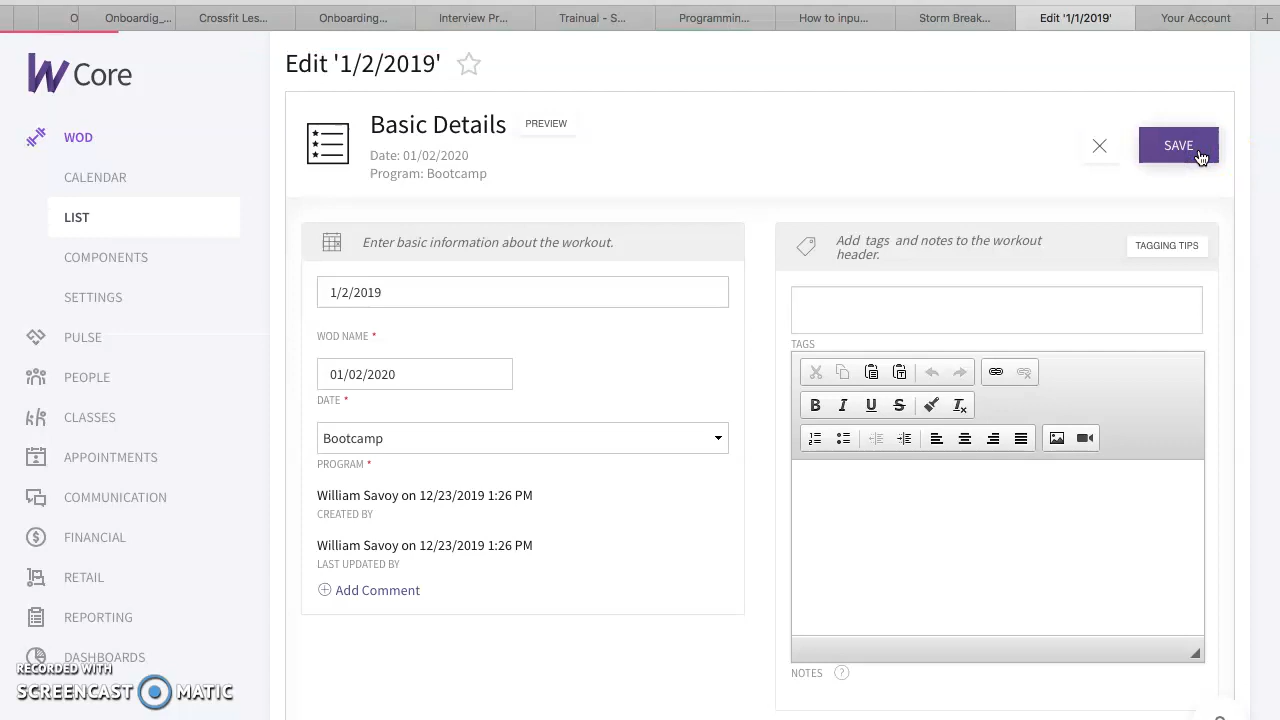 O
Onboardig_...
Crossfit Les...
Onboarding...
Interview Pr...
Trainual - S...
Programmin...
How to inpu...
Storm Break...
Edit '1/1/2019'
Your Account
W Core
WOD
CALENDAR
LIST
COMPONENTS
SETTINGS
PULSE
PEOPLE
CLASSES
APPOINTMENTS
COMMUNICATION
FINANCIAL
RETAIL
REPORTING
DASHBOARDS
RECORDED WITH
SCREENCAST MATIC
Edit '1/2/2019'
Basic Details
PREVIEW
Date: 01/02/2020
Program: Bootcamp
SAVE
Enter basic information about the workout.
1/2/2019
WOD NAME *
01/02/2020
DATE *
Bootcamp
PROGRAM *
William Savoy on 12/23/2019 1:26 PM
CREATED BY
William Savoy on 12/23/2019 1:26 PM
LAST UPDATED BY
Add Comment
Add tags and notes to the workout
header.
TAGGING TIPS
TAGS
B I U S Tx
NOTES ?